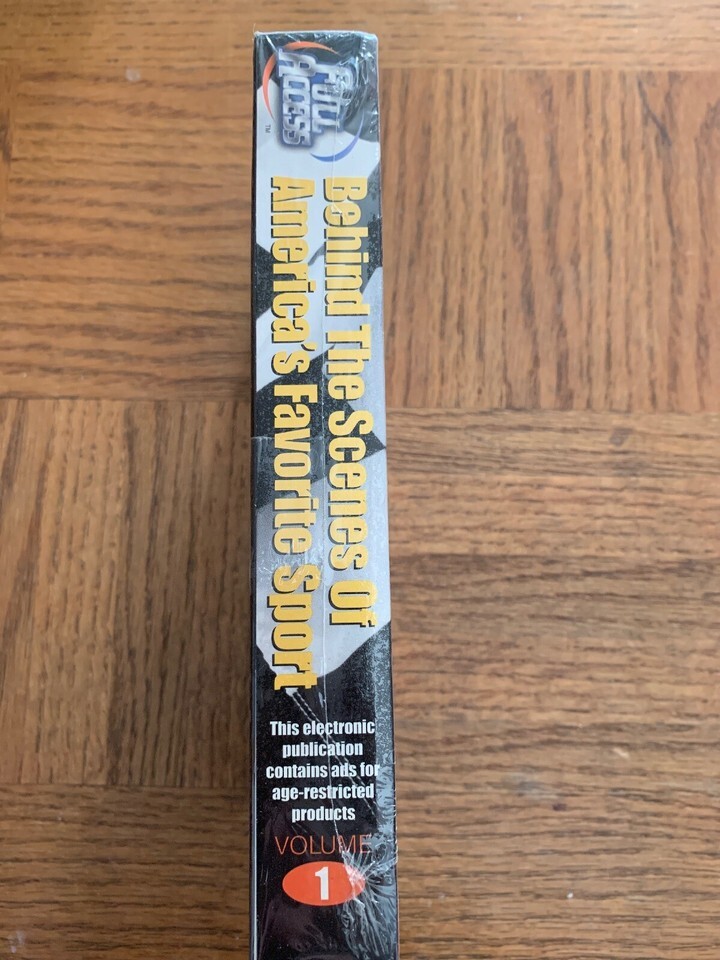 FULL
ACCESS
TM
Behind The Scenes Of
America's Favorite Sport
This electronic
publication
contains ads for
age-restricted
products
VOLUME
1